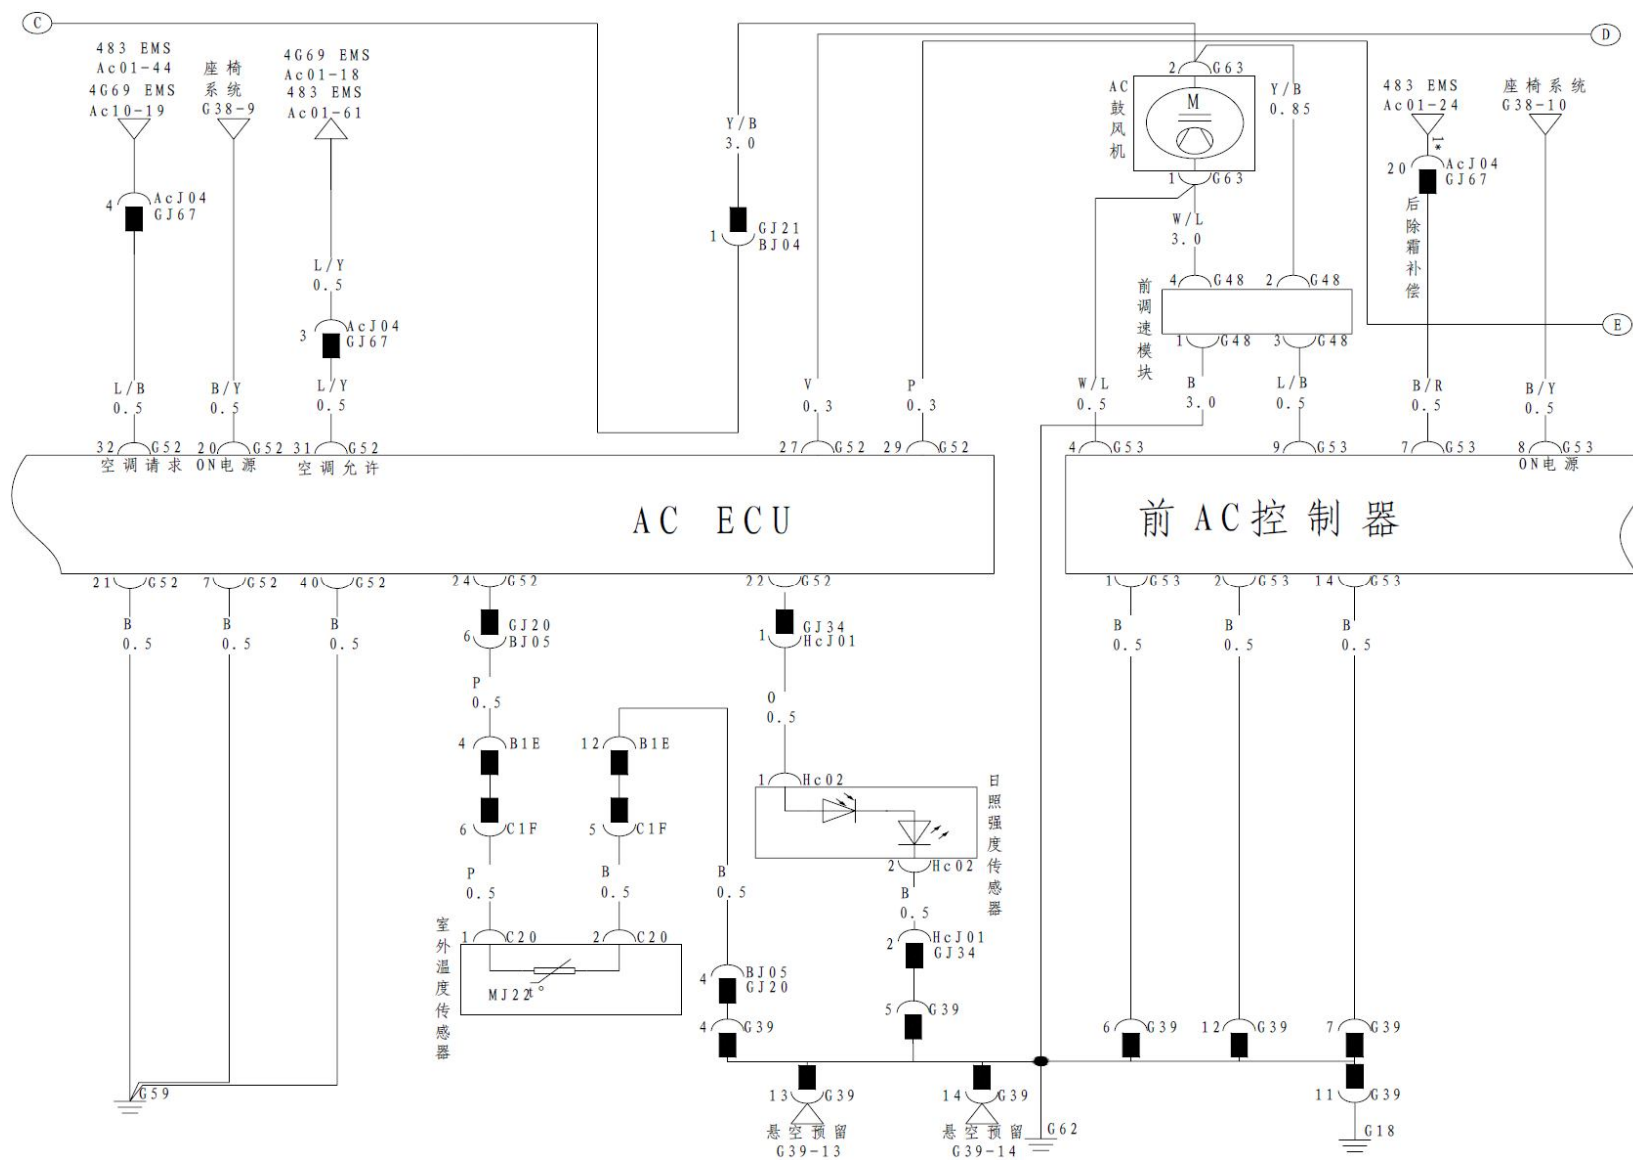 C
D
483 EMS
Ac01-44
4G69 EMS
Ac10-19
座椅
系统
G38-9
4G69 EMS
Ac01-18
483 EMS
Ac01-61
Y/B
3.0
2 G63
AC鼓风机
M
1 G63
Y/B
0.85
483 EMS
Ac01-24
座椅系统
G38-10
1*
20 AcJ04
GJ67
后除霜补偿
4 AcJ04
GJ67
L/Y
0.5
3 AcJ04
GJ67
1 GJ21
BJ04
W/L
3.0
4 G48
2 G48
前调速模块
1 G48
3 G48
E
L/B
0.5
B/Y
0.5
L/Y
0.5
V
0.3
P
0.3
W/L
0.5
B
3.0
L/B
0.5
B/R
0.5
B/Y
0.5
32 G52
20 G52
31 G52
27 G52
29 G52
4 G53
9 G53
7 G53
8 G53
空调请求
ON电源
空调允许
ON电源
AC ECU
前AC控制器
21 G52
7 G52
40 G52
24 G52
22 G52
1 G53
2 G53
14 G53
B
0.5
B
0.5
B
0.5
6 GJ20
BJ05
1 GJ34
HcJ01
B
0.5
B
0.5
B
0.5
P
0.5
O
0.5
4 B1E
12 B1E
1 Hc02
日照强度传感器
6 C1F
5 C1F
2 Hc02
P
0.5
B
0.5
B
0.5
B
0.5
室外温度传感器
1 C20
2 C20
MJ22
t°
2 HcJ01
GJ34
4 BJ05
GJ20
5 G39
4 G39
6 G39
12 G39
7 G39
G59
13 G39
14 G39
11 G39
悬空预留
G39-13
悬空预留
G39-14
G62
G18